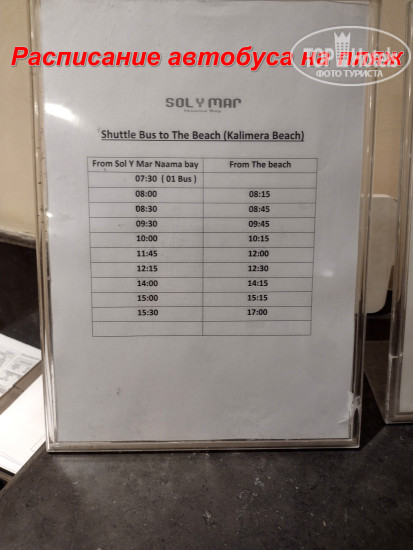 Расписание автобуса на пляж
TOP Hotels
ФОТО ТУРИСТА
SOL Y MAR
Shuttle Bus to The Beach (Kalimera Beach)
From Sol Y Mar Naama bay From The beach
07:30 ( 01 Bus )
08:00 08:15
08:30 08:45
09:30 09:45
10:00 10:15
11:45 12:00
12:15 12:30
14:00 14:15
15:00 15:15
15:30 17:00